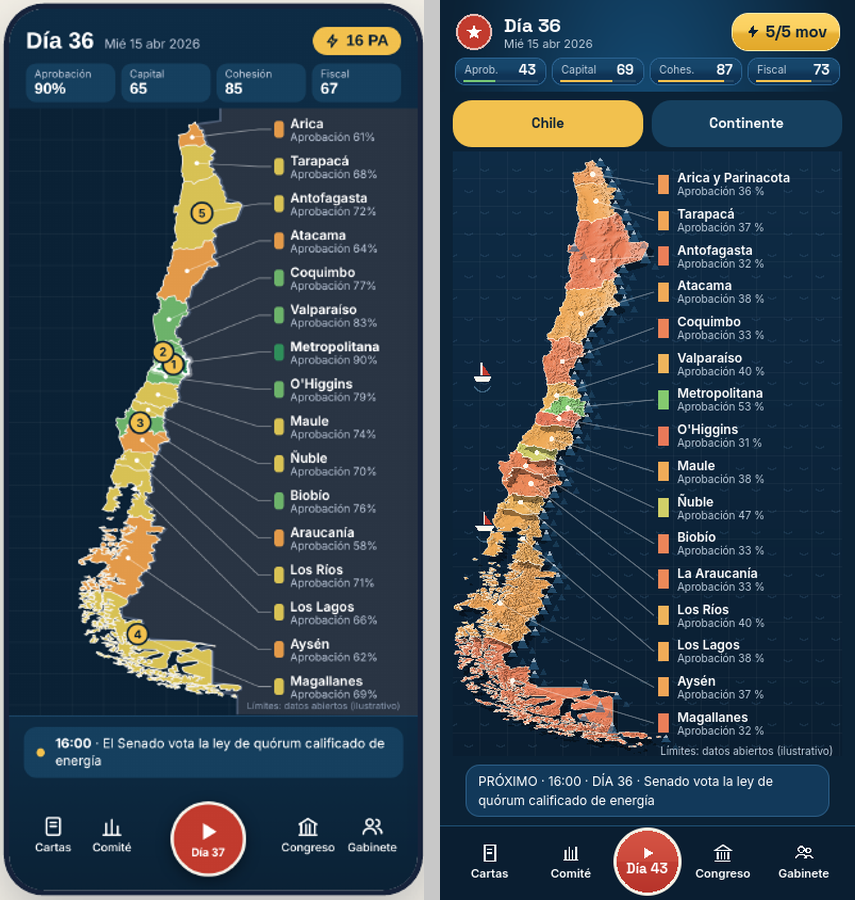 Día 36
Mié 15 abr 2026
16 PA
Aprobación
90%
Capital
65
Cohesión
85
Fiscal
67
Arica
Aprobación 61%
Tarapacá
Aprobación 68%
Antofagasta
Aprobación 72%
Atacama
Aprobación 64%
Coquimbo
Aprobación 77%
Valparaíso
Aprobación 83%
Metropolitana
Aprobación 90%
O'Higgins
Aprobación 79%
Maule
Aprobación 74%
Ñuble
Aprobación 70%
Biobío
Aprobación 76%
Araucanía
Aprobación 58%
Los Ríos
Aprobación 71%
Los Lagos
Aprobación 66%
Aysén
Aprobación 62%
Magallanes
Aprobación 69%
5
2
1
3
4
Límites: datos abiertos (ilustrativo)
16:00 · El Senado vota la ley de quórum calificado de
energía
Cartas
Comité
Día 37
Congreso
Gabinete
Día 36
Mié 15 abr 2026
5/5 mov
Aprob. 43
Capital 69
Cohes. 87
Fiscal 73
Chile
Continente
Arica y Parinacota
Aprobación 36 %
Tarapacá
Aprobación 37 %
Antofagasta
Aprobación 32 %
Atacama
Aprobación 38 %
Coquimbo
Aprobación 33 %
Valparaíso
Aprobación 40 %
Metropolitana
Aprobación 53 %
O'Higgins
Aprobación 31 %
Maule
Aprobación 38 %
Ñuble
Aprobación 47 %
Biobío
Aprobación 33 %
La Araucanía
Aprobación 33 %
Los Ríos
Aprobación 40 %
Los Lagos
Aprobación 38 %
Aysén
Aprobación 37 %
Magallanes
Aprobación 32 %
Límites: datos abiertos (ilustrativo)
PRÓXIMO · 16:00 · DÍA 36 · Senado vota la ley de
quórum calificado de energía
Cartas
Comité
Día 43
Congreso
Gabinete